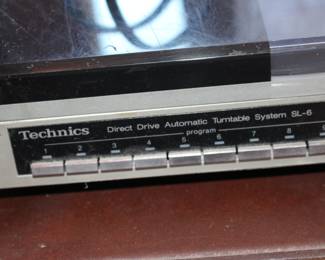 Technics Direct Drive Automatic Turntable System SL-6
program
1 2 3 4 5 6 7 8